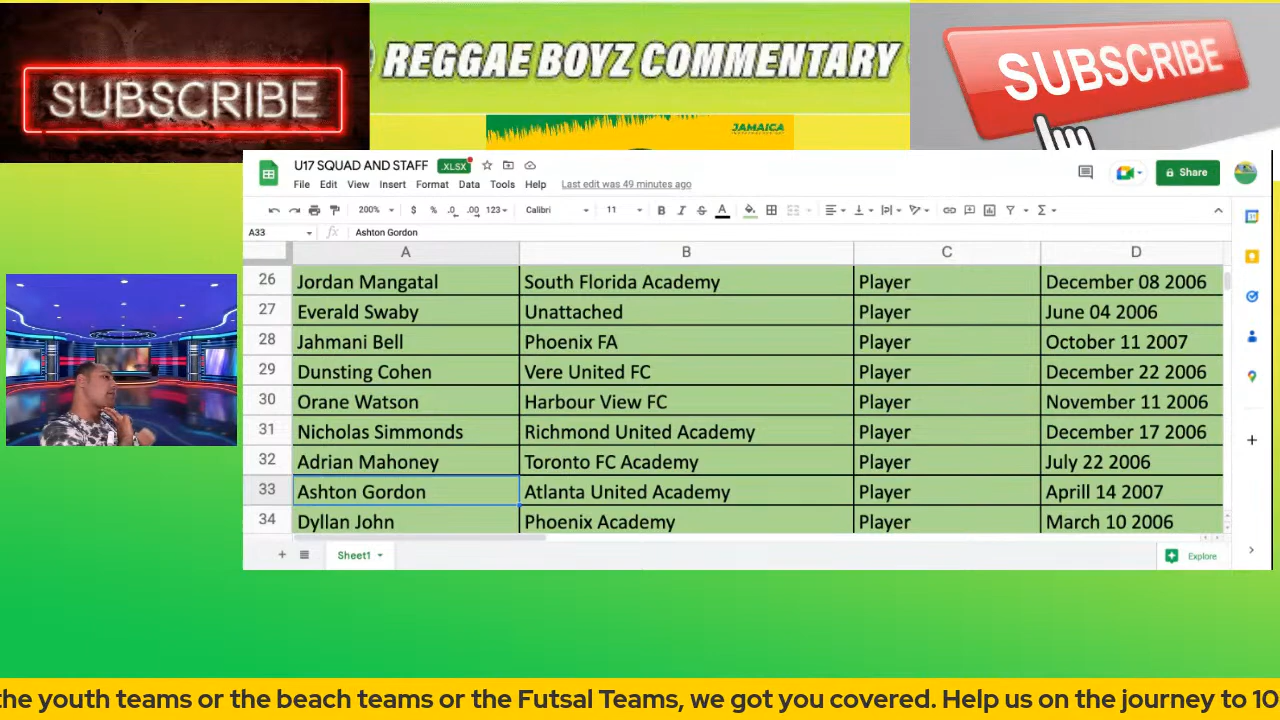 SUBSCRIBE
REGGAE BOYZ COMMENTARY
SUBSCRIBE
JAMAICA
U17 SQUAD AND STAFF .XLSX
File Edit View Insert Format Data Tools Help Last edit was 49 minutes ago
Share
200% $ % .0 .00 123 Calibri 11 B I S A
A33 fx Ashton Gordon
A B C D
26 Jordan Mangatal South Florida Academy Player December 08 2006
27 Everald Swaby Unattached Player June 04 2006
28 Jahmani Bell Phoenix FA Player October 11 2007
29 Dunsting Cohen Vere United FC Player December 22 2006
30 Orane Watson Harbour View FC Player November 11 2006
31 Nicholas Simmonds Richmond United Academy Player December 17 2006
32 Adrian Mahoney Toronto FC Academy Player July 22 2006
33 Ashton Gordon Atlanta United Academy Player Aprill 14 2007
34 Dyllan John Phoenix Academy Player March 10 2006
Sheet1 Explore
the youth teams or the beach teams or the Futsal Teams, we got you covered. Help us on the journey to 10